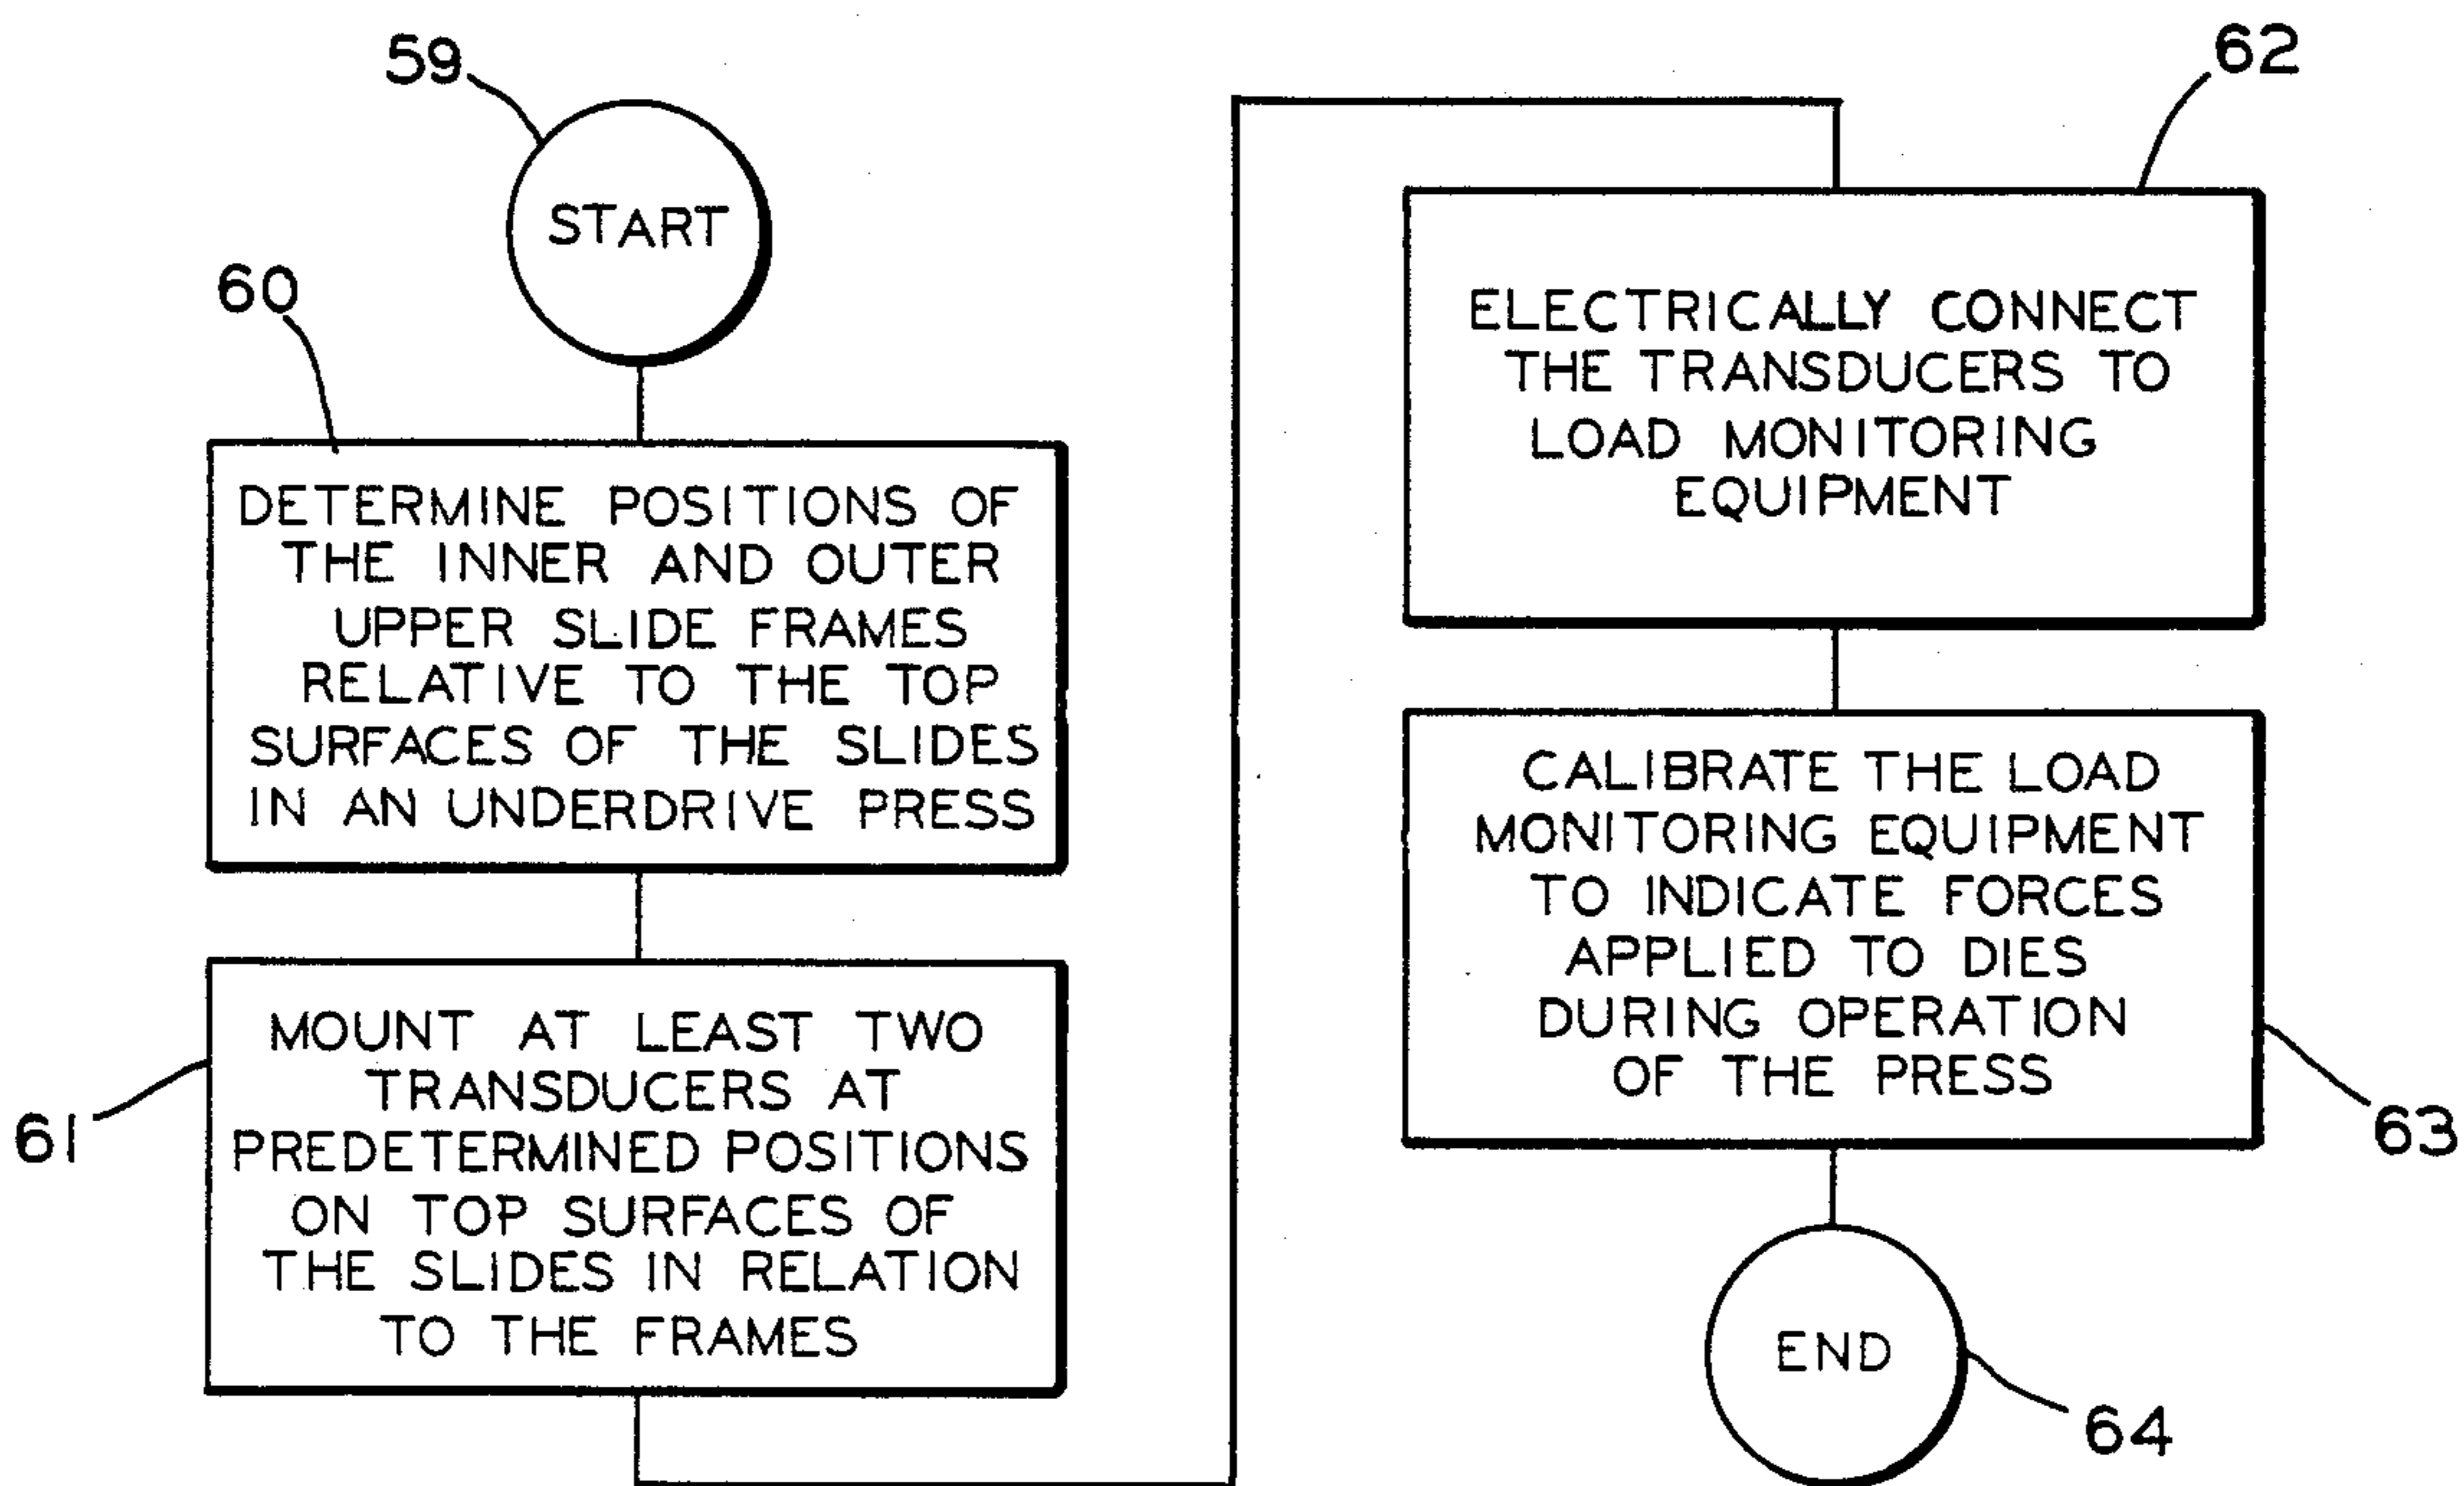 59
START
60
DETERMINE POSITIONS OF
THE INNER AND OUTER
UPPER SLIDE FRAMES
RELATIVE TO THE TOP
SURFACES OF THE SLIDES
IN AN UNDERDRIVE PRESS
61
MOUNT AT LEAST TWO
TRANSDUCERS AT
PREDETERMINED POSITIONS
ON TOP SURFACES OF
THE SLIDES IN RELATION
TO THE FRAMES
62
ELECTRICALLY CONNECT
THE TRANSDUCERS TO
LOAD MONITORING
EQUIPMENT
CALIBRATE THE LOAD
MONITORING EQUIPMENT
TO INDICATE FORCES
APPLIED TO DIES
DURING OPERATION
OF THE PRESS
63
END
64